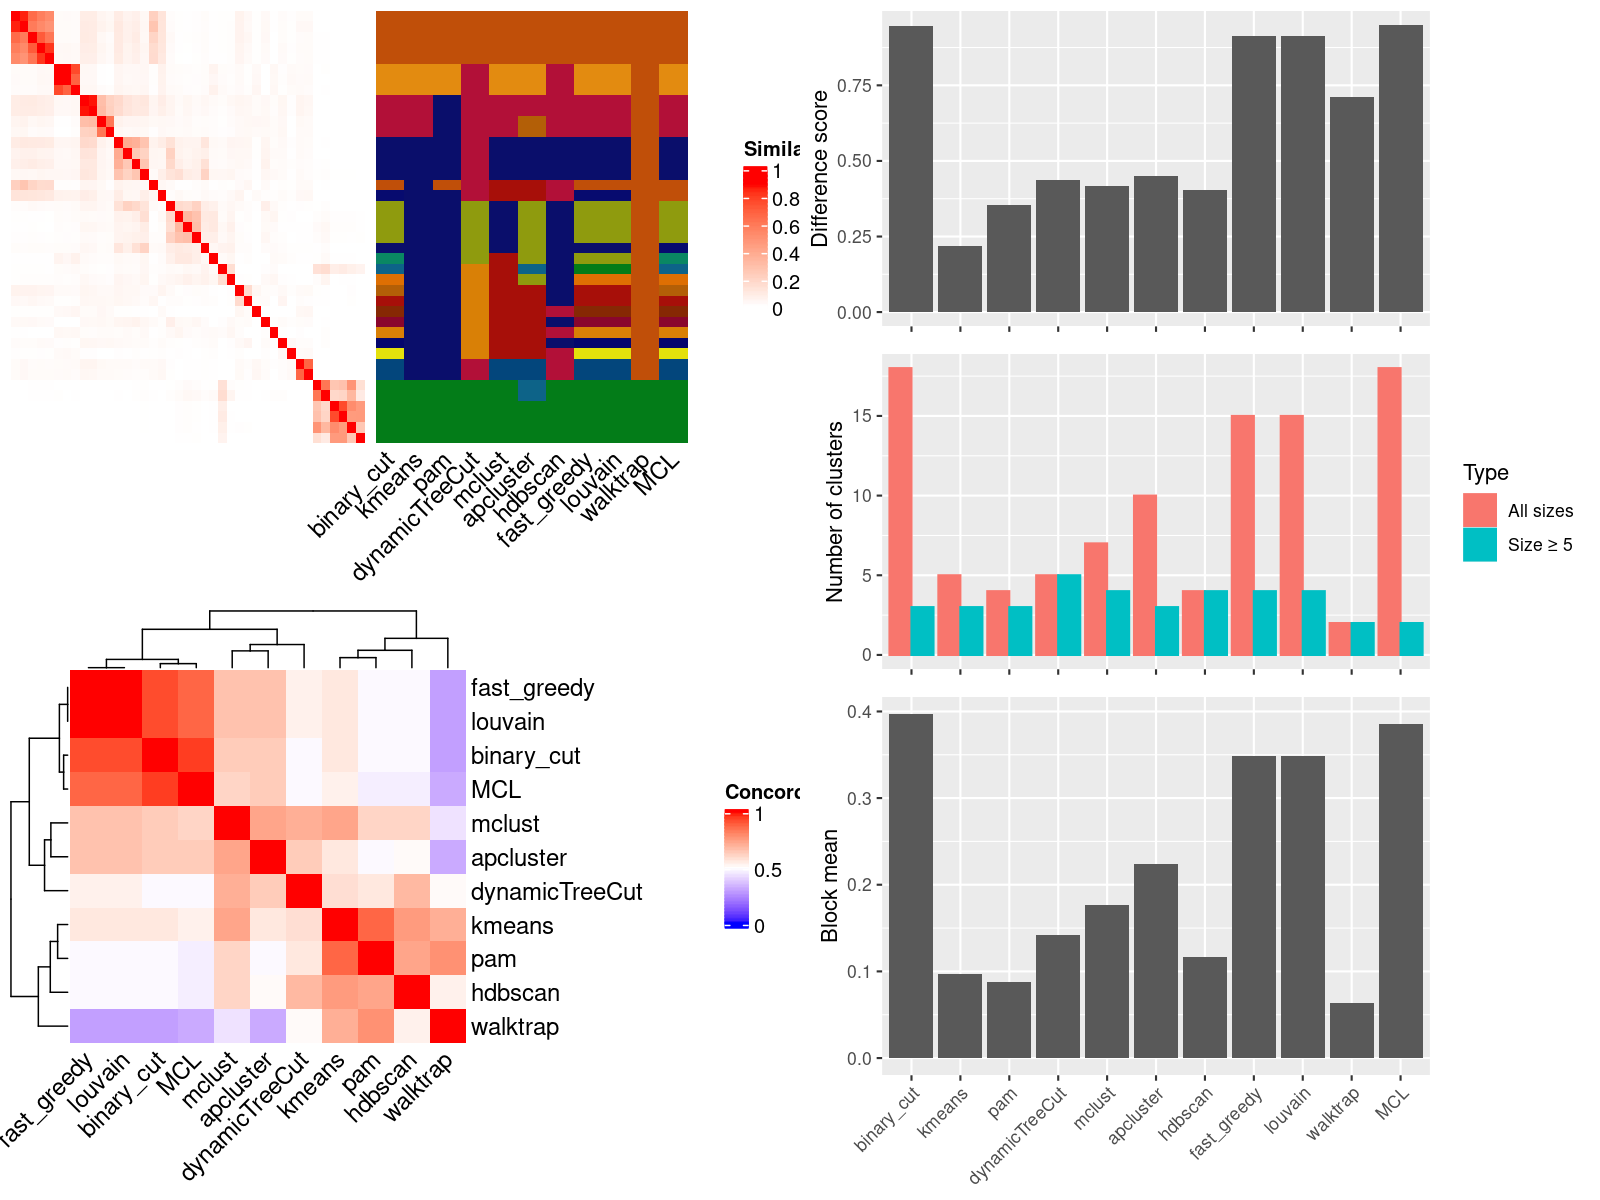 Simila
1
0.8
0.6
0.4
0.2
0
binary_cut
kmeans
pam
dynamicTreeCut
mclust
apcluster
hdbscan
fast_greedy
louvain
walktrap
MCL
Difference score
0.75
0.50
0.25
0.00
Number of clusters
15
10
5
0
Type
All sizes
Size ≥ 5
Block mean
0.4
0.3
0.2
0.1
0.0
binary_cut
kmeans
pam
dynamicTreeCut
mclust
apcluster
hdbscan
fast_greedy
louvain
walktrap
MCL
fast_greedy
louvain
binary_cut
MCL
mclust
apcluster
dynamicTreeCut
kmeans
pam
hdbscan
walktrap
fast_greedy
louvain
binary_cut
MCL
mclust
apcluster
dynamicTreeCut
kmeans
pam
hdbscan
walktrap
Concord
1
0.5
0